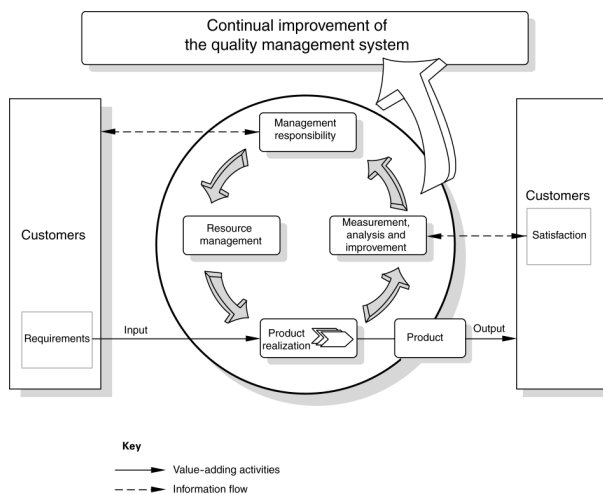 Continual improvement of
the quality management system
Management
responsibility
Customers
Resource
management
Measurement,
analysis and
improvement
Customers
Satisfaction
Requirements
Input
Product
realization
Product
Output
Key
Value-adding activities
Information flow